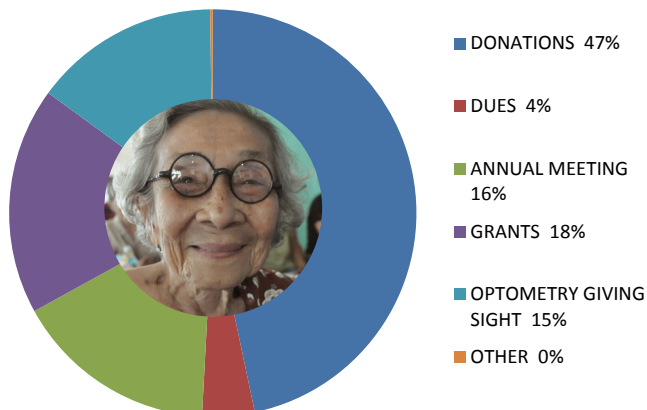 DONATIONS  47%
DUES  4%
ANNUAL MEETING
16%
GRANTS  18%
OPTOMETRY GIVING
SIGHT  15%
OTHER  0%